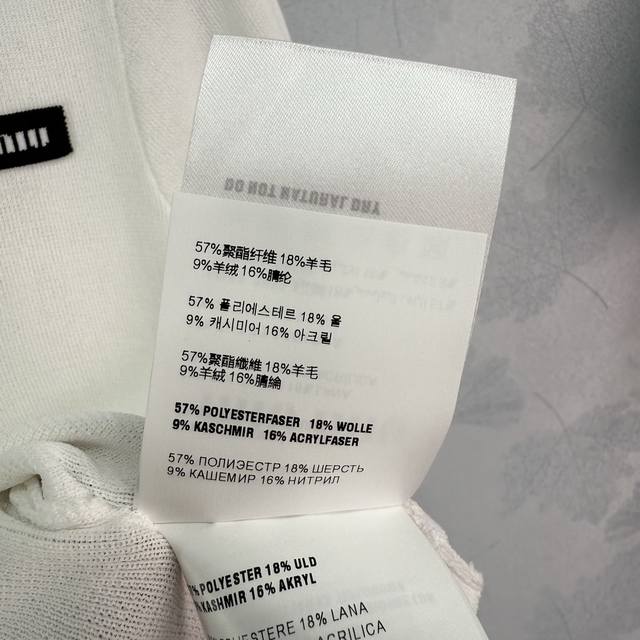 DO NOT NATURAL DRY
57%聚酯纤维 18%羊毛
9%羊绒 16%腈纶
57% 폴리에스테르 18% 울
9% 캐시미어 16% 아크릴
57%聚酯纖維 18%羊毛
9%羊絨 16%腈綸
57% POLYESTERFASER 18% WOLLE
9% KASCHMIR 16% ACRYLFASER
57% ПОЛИЭСТР 18% ШЕРСТЬ
9% КАШЕМИР 16% НИТРИЛ
% POLYESTER 18% ULD
KASHMIR 16% AKRYL
18% LANA